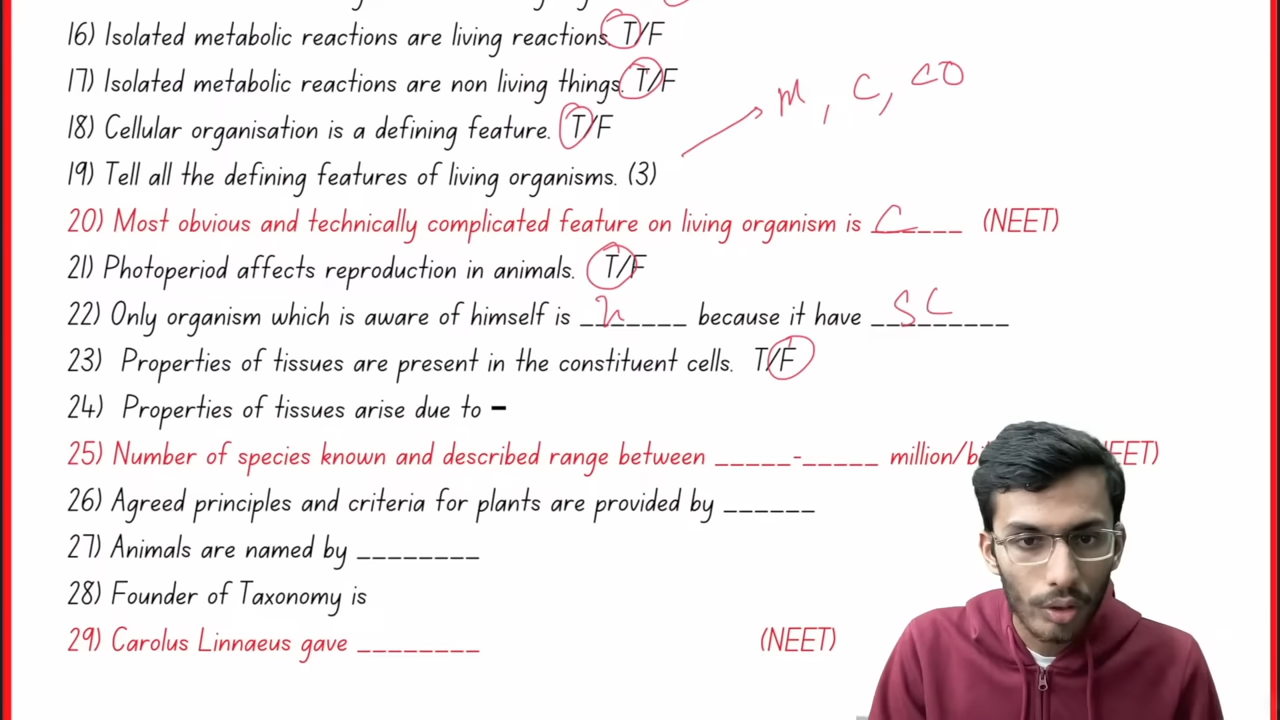 16) Isolated metabolic reactions are living reactions. T/F
17) Isolated metabolic reactions are non living things. T/F
M, C, CO
18) Cellular organisation is a defining feature. T/F
19) Tell all the defining features of living organisms. (3)
20) Most obvious and technically complicated feature on living organism is C____ (NEET)
21) Photoperiod affects reproduction in animals. T/F
22) Only organism which is aware of himself is __h____ because it have __SC_____
23) Properties of tissues are present in the constituent cells. T/F
24) Properties of tissues arise due to -
25) Number of species known and described range between _____-_____ million/
26) Agreed principles and criteria for plants are provided by ______
27) Animals are named by ________
28) Founder of Taxonomy is
29) Carolus Linnaeus gave ________ (NEET)